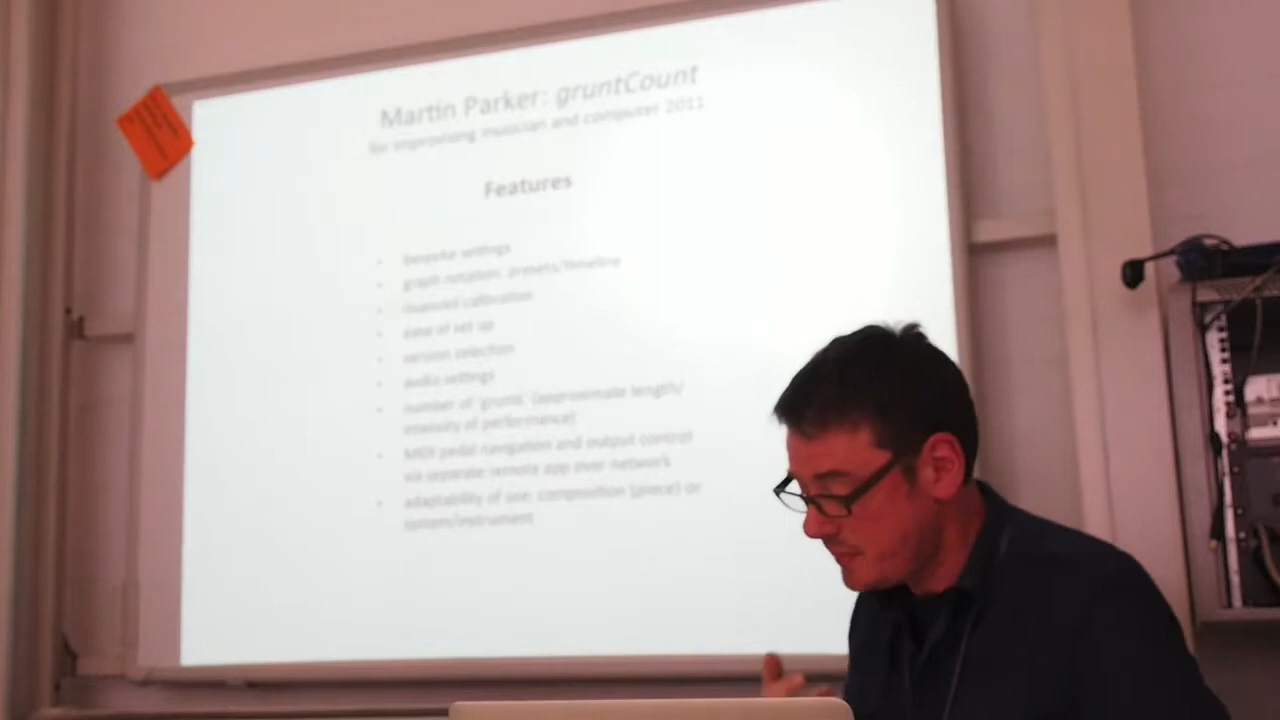 Martin Parker: gruntCount
for improvising musician and computer 2011
Features
bespoke settings
graph notation: presets/timeline
nuanced calibration
ease of set up
version selection
audio settings
number of 'grunts' (approximate length/
intensity of performance)
MIDI pedal navigation and output control
via separate remote app over network
adaptability of use: composition (piece) or
system/instrument